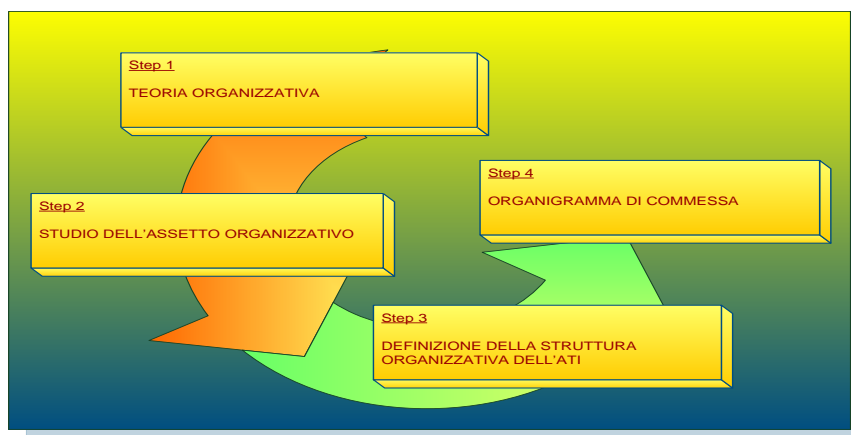 Step 1
TEORIA ORGANIZZATIVA
Step 2
STUDIO DELL'ASSETTO ORGANIZZATIVO
Step 3
DEFINIZIONE DELLA STRUTTURA
ORGANIZZATIVA DELL'ATI
Step 4
ORGANIGRAMMA DI COMMESSA